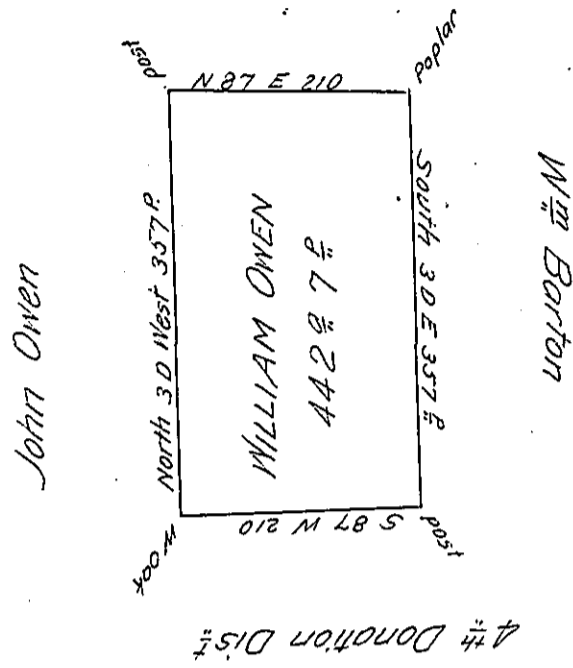 post
N 87 E 210
poplar
John Owen
North 3 D West 357 P.
WILLIAM OWEN
442 a 7 P
South 3 D E 357 P
Wm Barton
w oak
S 87 W 210
post
4th Donation Dist